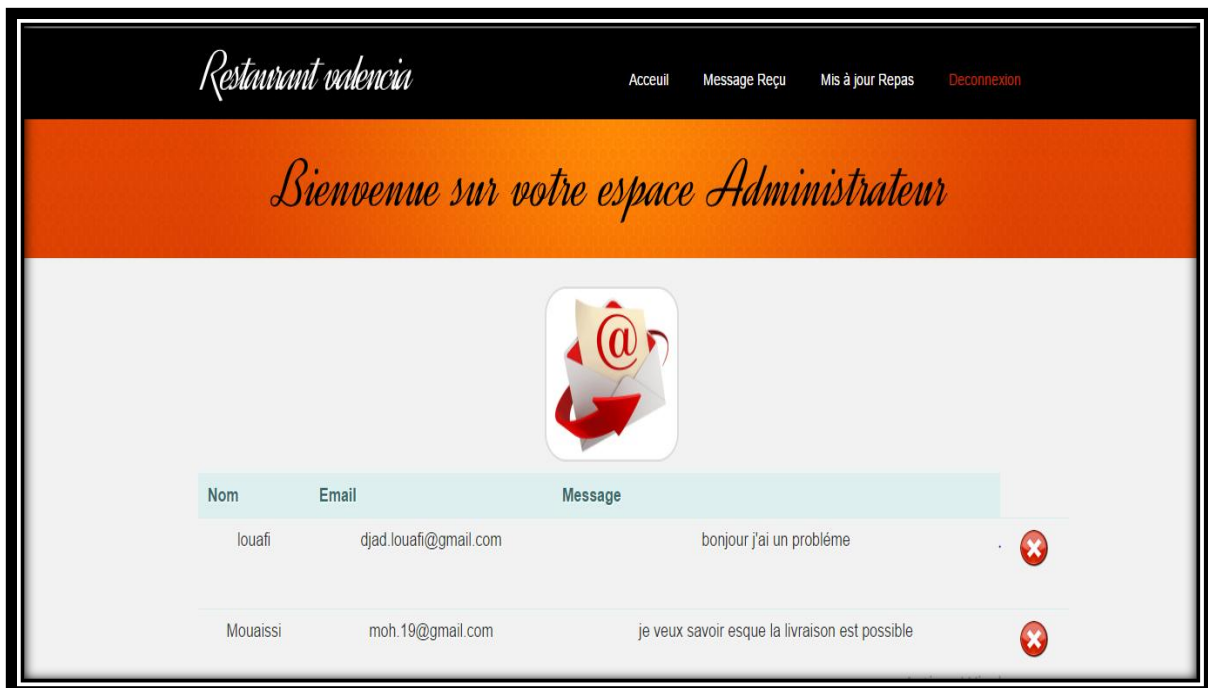 Restaurant valencia
Acceuil Message Reçu Mis à jour Repas Deconnexion
Bienvenue sur votre espace Administrateur
@
Nom Email Message
louafi djad.louafi@gmail.com bonjour j'ai un probléme .
Mouaissi moh.19@gmail.com je veux savoir esque la livraison est possible